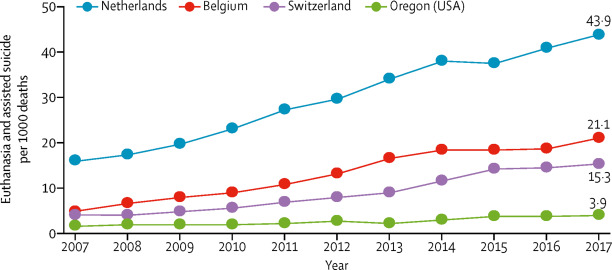 Netherlands Belgium Switzerland Oregon (USA)
Euthanasia and assisted suicide
per 1000 deaths
50
40
30
20
10
0
43·9
21·1
15·3
3·9
2007 2008 2009 2010 2011 2012 2013 2014 2015 2016 2017
Year